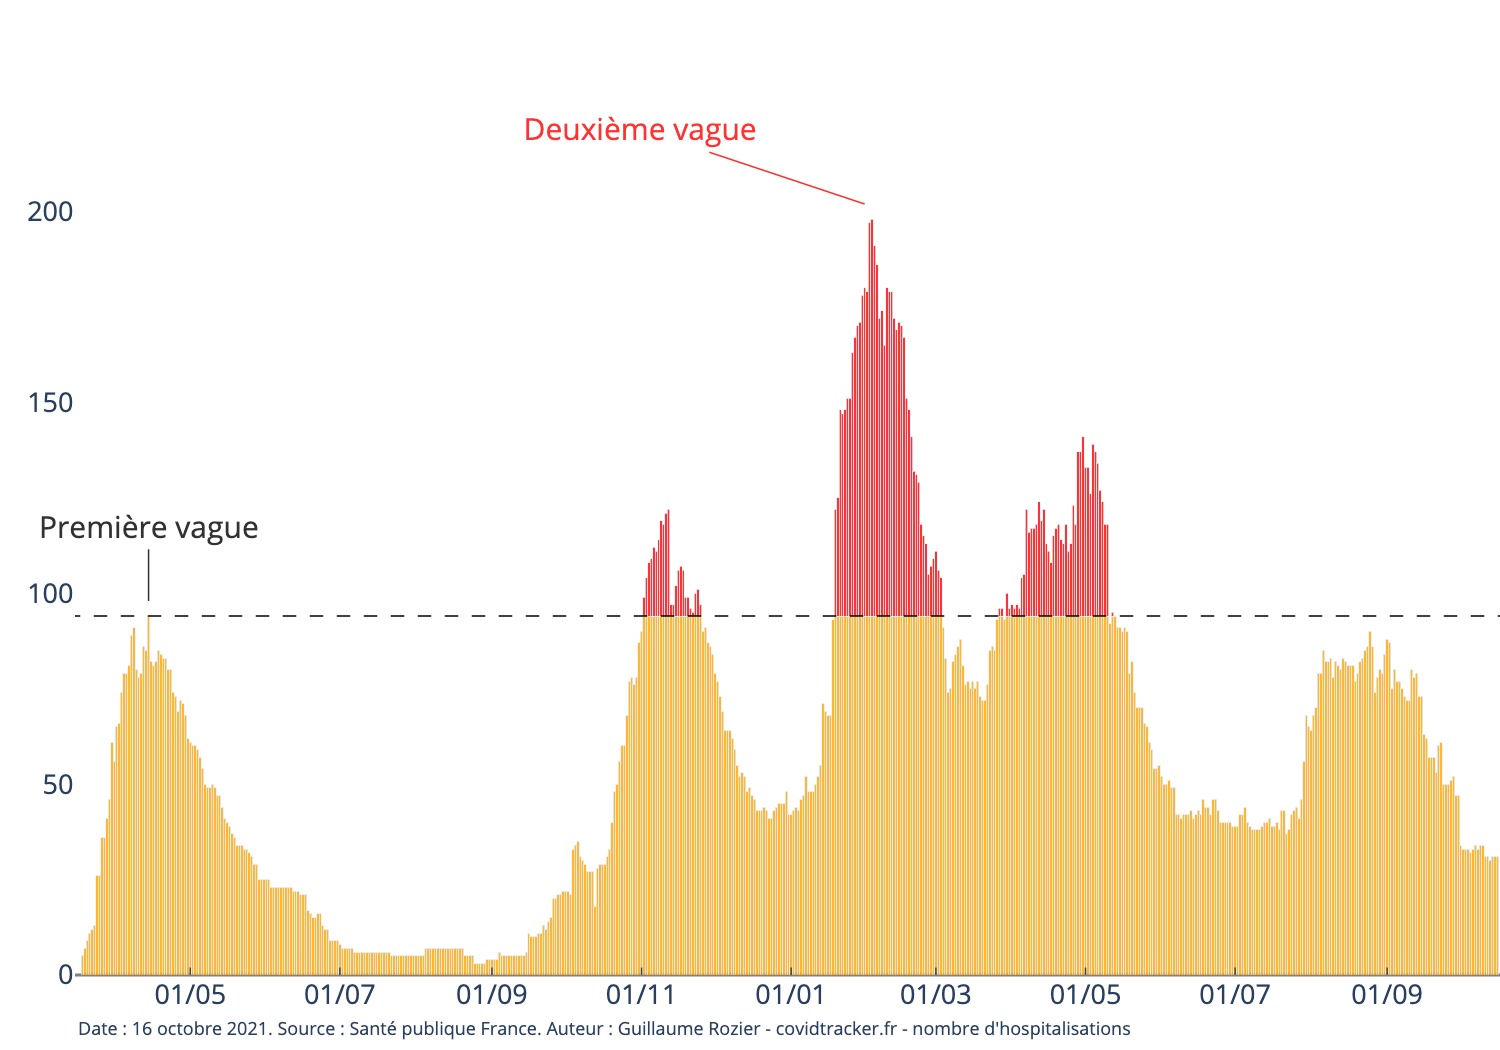 Deuxième vague
200
150
Première vague
100
50
0
01/05 01/07 01/09 01/11 01/01 01/03 01/05 01/07 01/09
Date : 16 octobre 2021. Source : Santé publique France. Auteur : Guillaume Rozier - covidtracker.fr - nombre d'hospitalisations